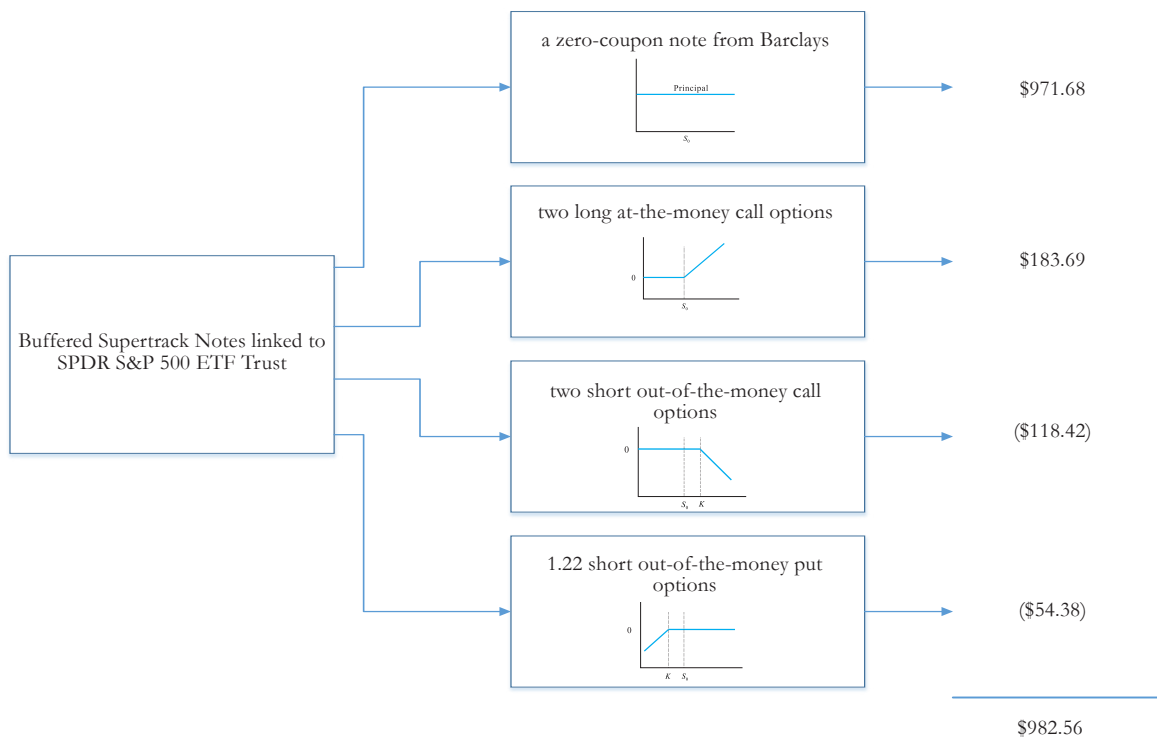 a zero-coupon note from Barclays
Principal
S₀
$971.68
two long at-the-money call options
0
S₀
$183.69
Buffered Supertrack Notes linked to
SPDR S&P 500 ETF Trust
two short out-of-the-money call
options
0
S₀ K
($118.42)
1.22 short out-of-the-money put
options
0
K S₀
($54.38)
$982.56